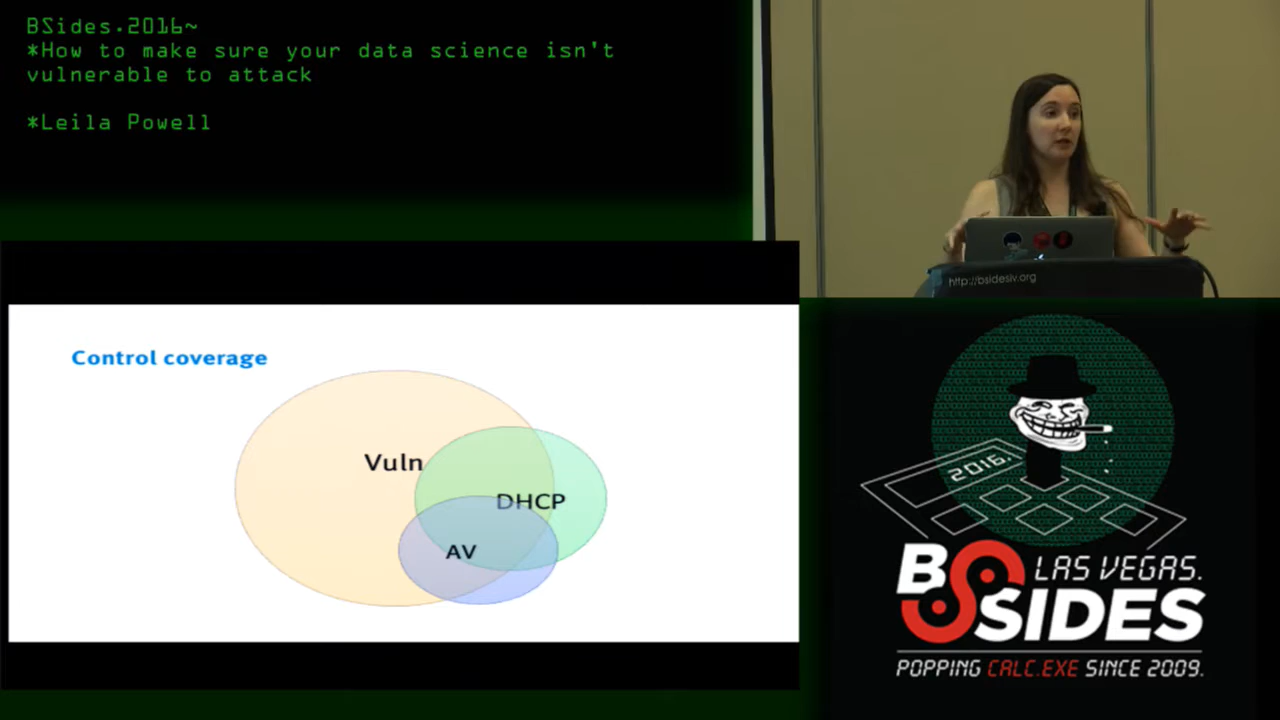 BSides.2016~
*How to make sure your data science isn't
vulnerable to attack
*Leila Powell
http://bsidesiv.org
Control coverage
Vuln
DHCP
AV
2016.
BSIDES
LAS VEGAS.
POPPING CALC.EXE SINCE 2009.